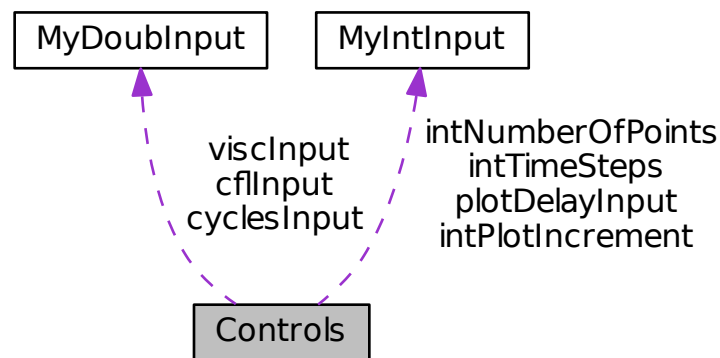 MyDoubInput
MyIntInput
viscInput
cflInput
cyclesInput
intNumberOfPoints
intTimeSteps
plotDelayInput
intPlotIncrement
Controls